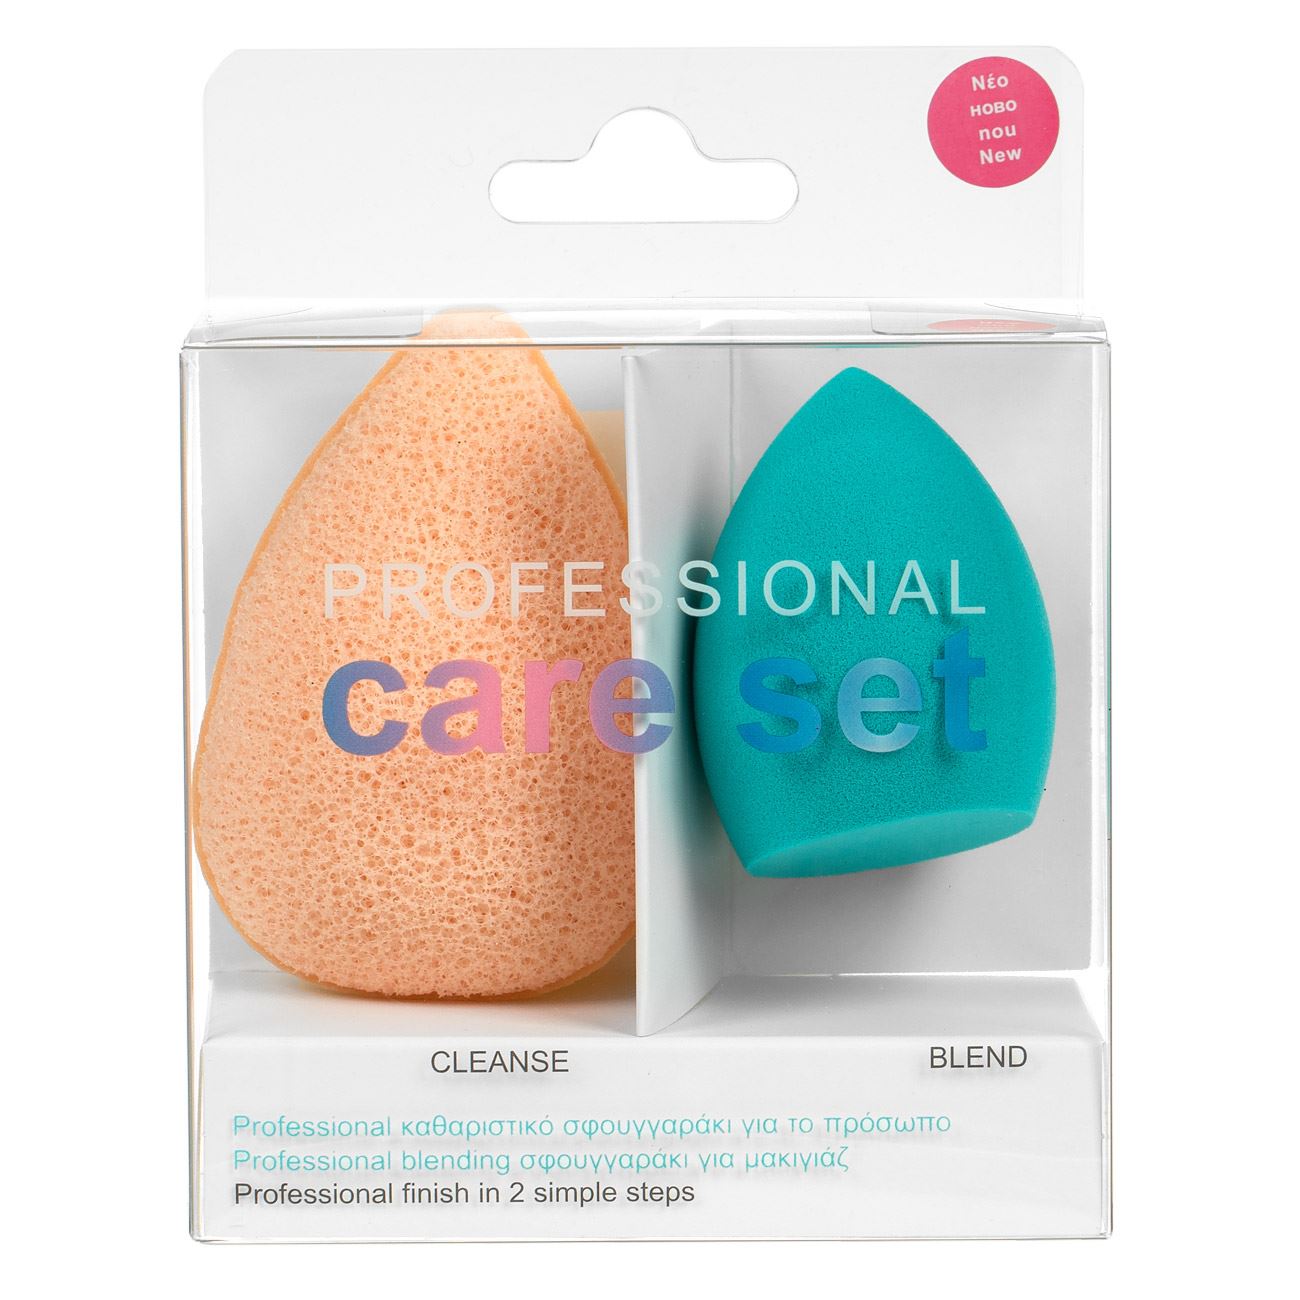 Νέο
НОВО
nou
New
PROFESSIONAL
care set
CLEANSE
BLEND
Professional καθαριστικό σφουγγαράκι για το πρόσωπο
Professional blending σφουγγαράκι για μακιγιάζ
Professional finish in 2 simple steps